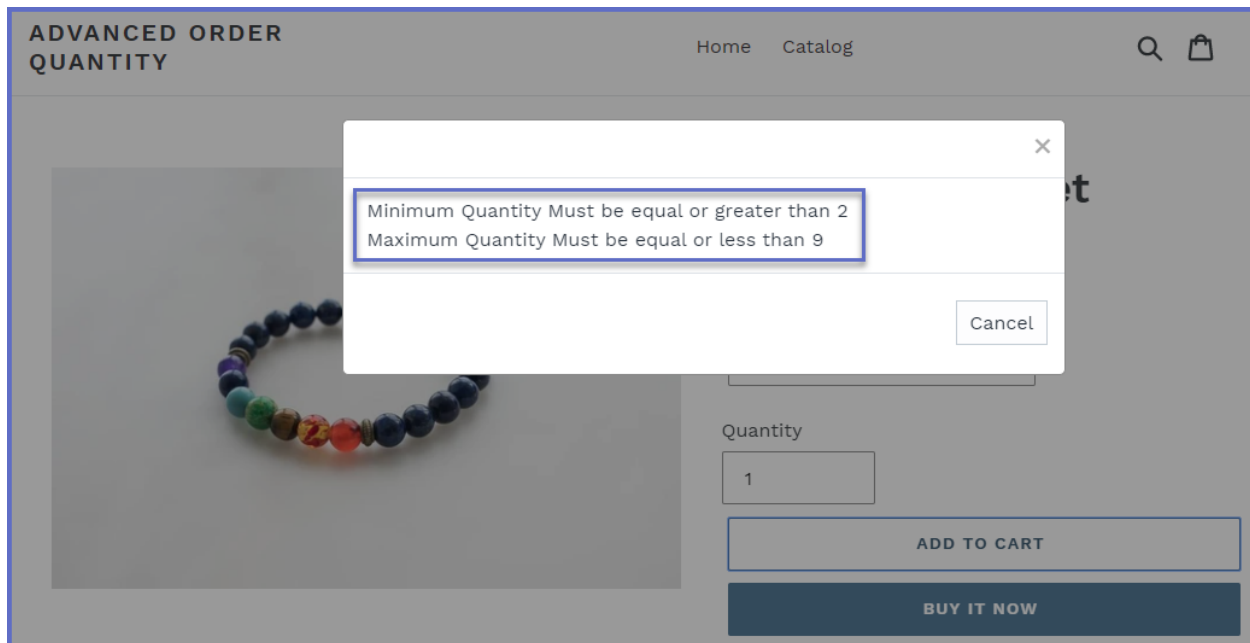 ADVANCED ORDER
QUANTITY
Home Catalog
×
Minimum Quantity Must be equal or greater than 2
Maximum Quantity Must be equal or less than 9
Cancel
Quantity
1
ADD TO CART
BUY IT NOW